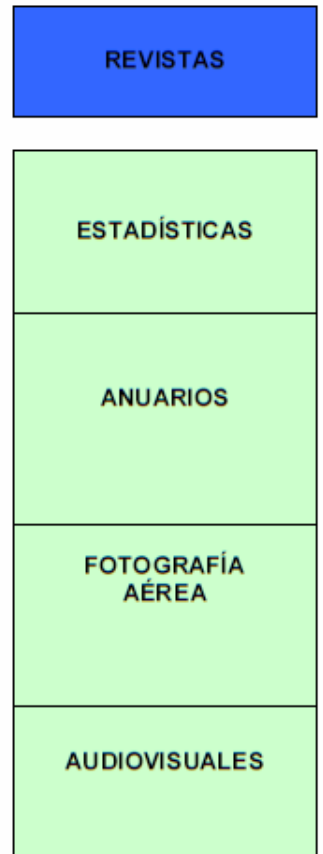 REVISTAS
ESTADÍSTICAS
ANUARIOS
FOTOGRAFÍA
AÉREA
AUDIOVISUALES